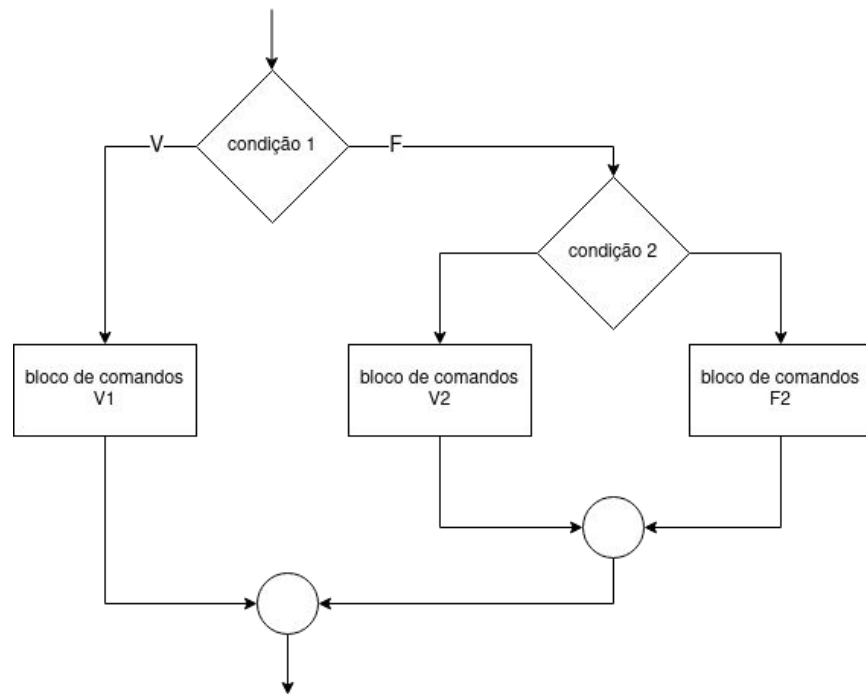 condição 1
V
F
condição 2
bloco de comandos
V1
bloco de comandos
V2
bloco de comandos
F2